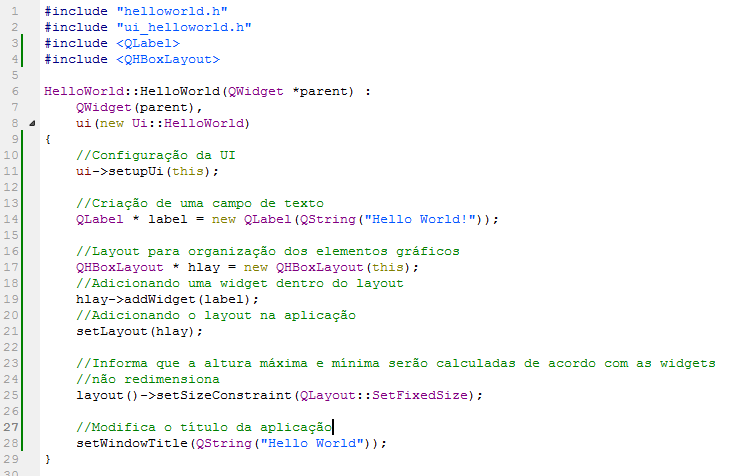 1 #include "helloworld.h"
2 #include "ui_helloworld.h"
3 #include <QLabel>
4 #include <QHBoxLayout>
5
6 HelloWorld::HelloWorld(QWidget *parent) :
7     QWidget(parent),
8     ui(new Ui::HelloWorld)
9 {
10     //Configuração da UI
11     ui->setupUi(this);
12
13     //Criação de uma campo de texto
14     QLabel * label = new QLabel(QString("Hello World!"));
15
16     //Layout para organização dos elementos gráficos
17     QHBoxLayout * hlay = new QHBoxLayout(this);
18     //Adicionando uma widget dentro do layout
19     hlay->addWidget(label);
20     //Adicionando o layout na aplicação
21     setLayout(hlay);
22
23     //Informa que a altura máxima e mínima serão calculadas de acordo com as widgets
24     //não redimensiona
25     layout()->setSizeConstraint(QLayout::SetFixedSize);
26
27     //Modifica o título da aplicação
28     setWindowTitle(QString("Hello World"));
29 }
30